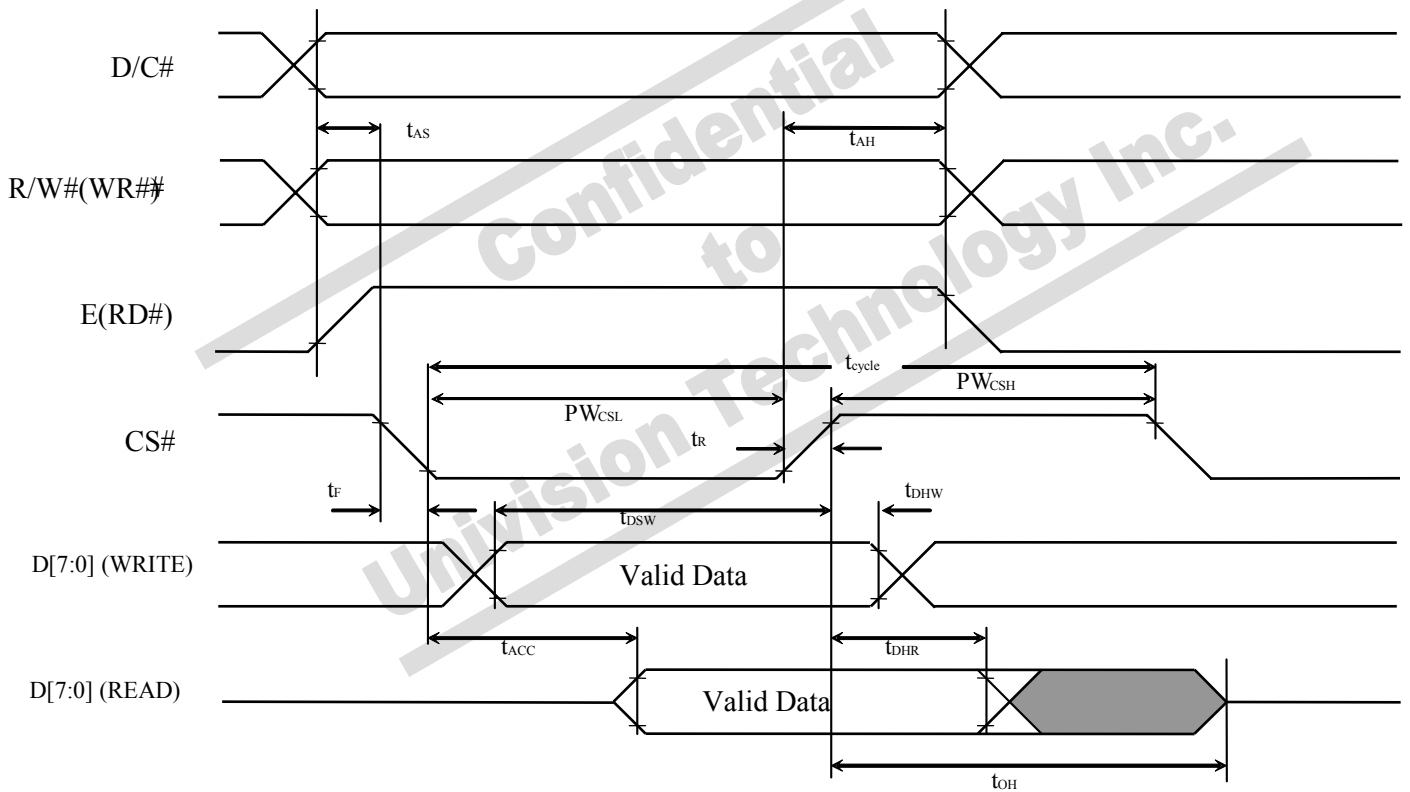 D/C#
tAS
tAH
R/W#(WR##)
E(RD#)
tcycle
PWCSL
PWCSH
CS#
tR
tF
tDSW
tDHW
D[7:0] (WRITE)
Valid Data
tACC
tDHR
D[7:0] (READ)
Valid Data
tOH
Confidential
to
Univision Technology Inc.